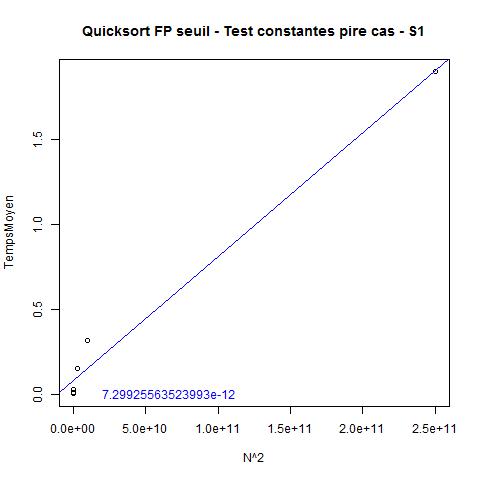 Quicksort FP seuil - Test constantes pire cas - S1
TempsMoyen
1.5
1.0
0.5
0.0
7.29925563523993e-12
0.0e+00 5.0e+10 1.0e+11 1.5e+11 2.0e+11 2.5e+11
N^2